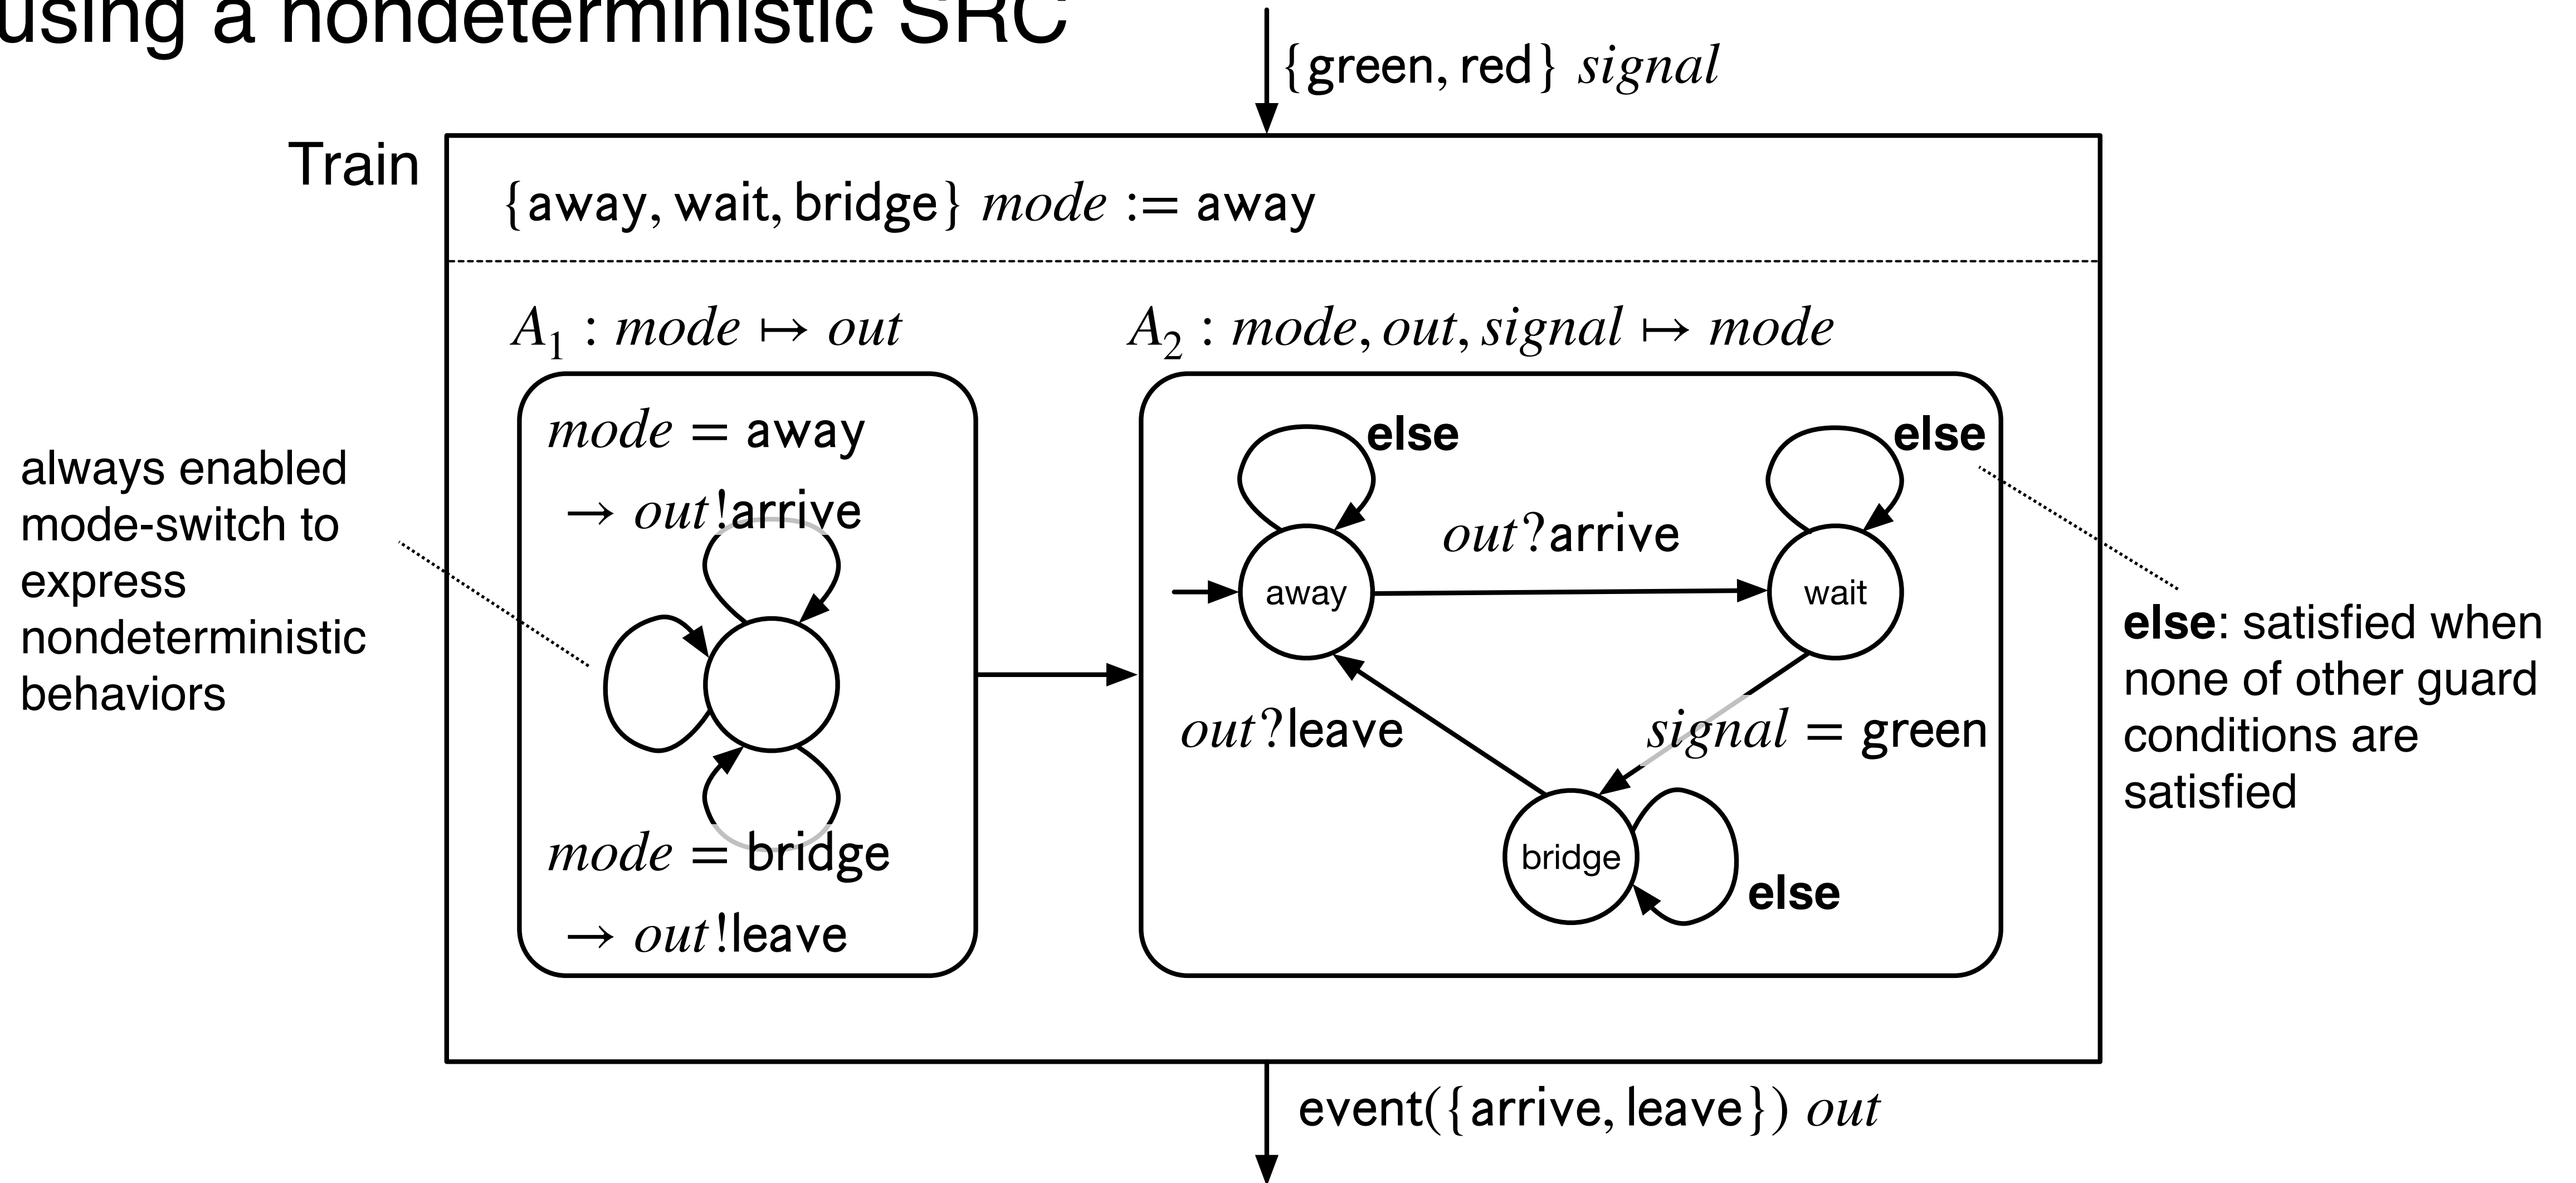 using a nondeterministic SRC
{green, red} signal
Train
{away, wait, bridge} mode := away
A₁ : mode ↦ out
A₂ : mode, out, signal ↦ mode
mode = away
→ out!arrive
mode = bridge
→ out!leave
always enabled
mode-switch to
express
nondeterministic
behaviors
else
else
out?arrive
away
wait
out?leave
signal = green
bridge
else
else: satisfied when
none of other guard
conditions are
satisfied
event({arrive, leave}) out